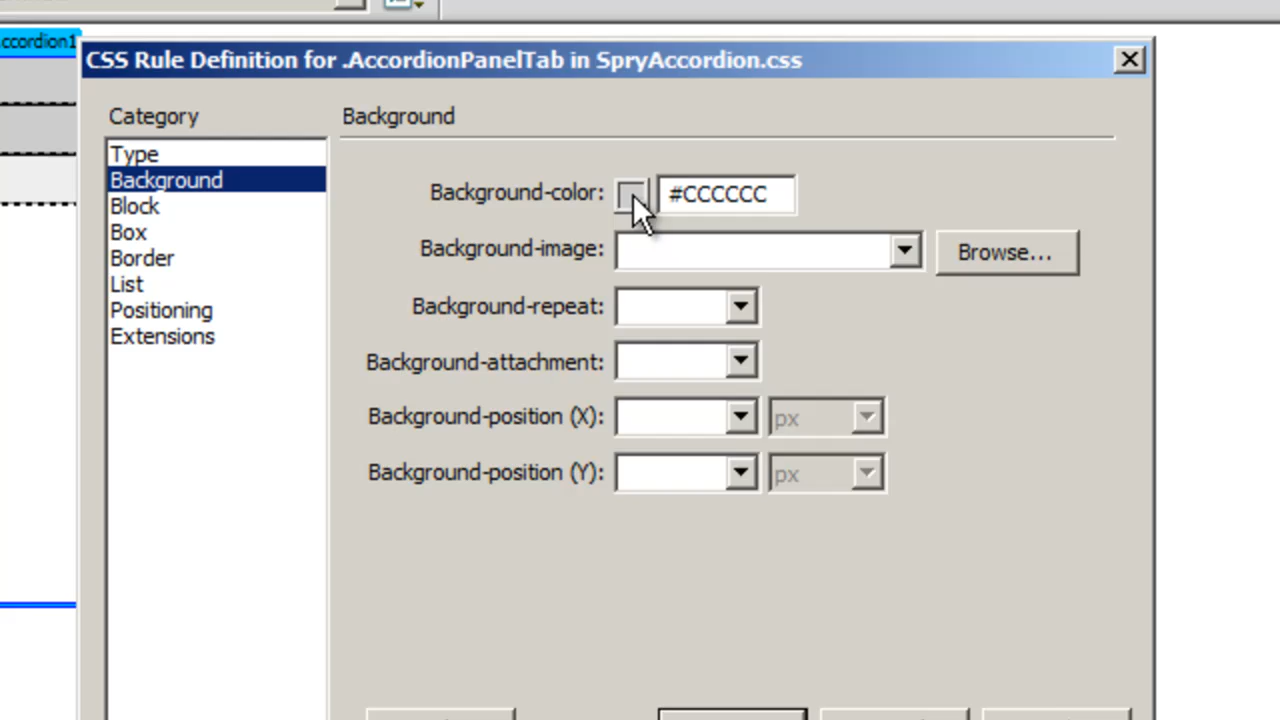 ccordion1
CSS Rule Definition for .AccordionPanelTab in SpryAccordion.css
Category
Background
Type
Background
Block
Box
Border
List
Positioning
Extensions
Background-color: #CCCCCC
Background-image: Browse...
Background-repeat:
Background-attachment:
Background-position (X): px
Background-position (Y): px